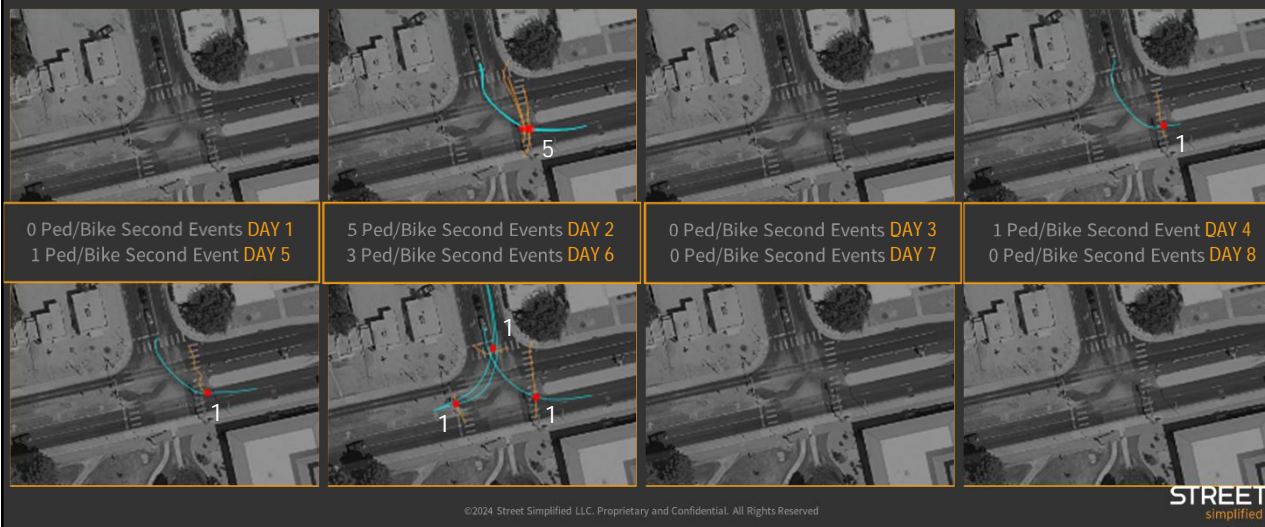 5
1
0 Ped/Bike Second Events DAY 1
1 Ped/Bike Second Event DAY 5
5 Ped/Bike Second Events DAY 2
3 Ped/Bike Second Events DAY 6
0 Ped/Bike Second Events DAY 3
0 Ped/Bike Second Events DAY 7
1 Ped/Bike Second Event DAY 4
0 Ped/Bike Second Events DAY 8
1
1
1
1
©2024 Street Simplified LLC. Proprietary and Confidential. All Rights Reserved
STREET
simplified